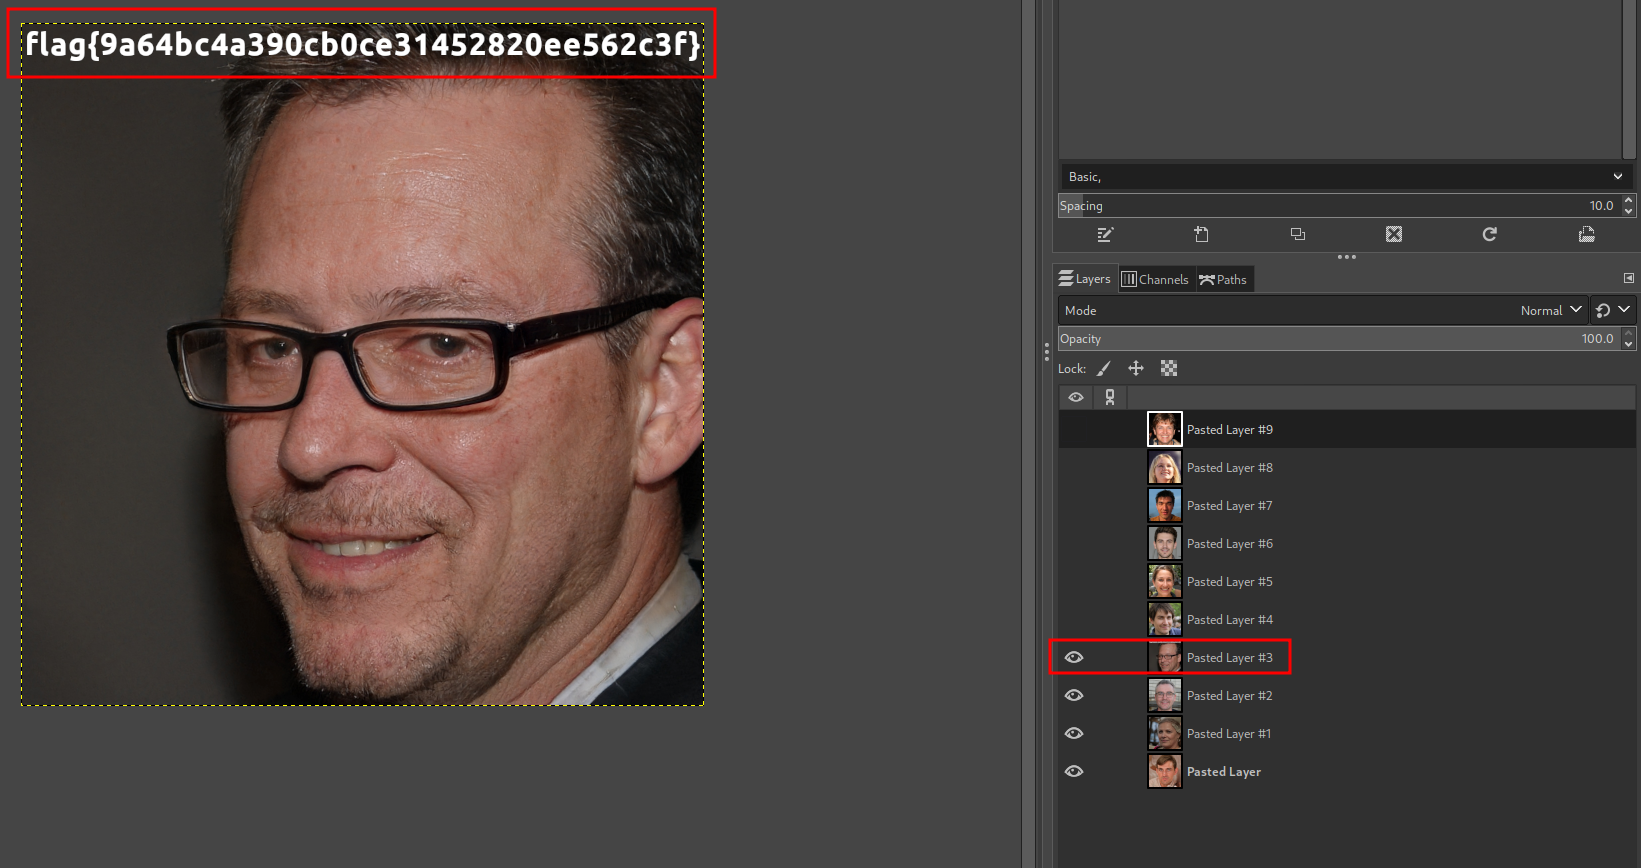 flag{9a64bc4a390cb0ce31452820ee562c3f}
Basic,
Spacing 10.0
Layers Channels Paths
Mode Normal
Opacity 100.0
Lock:
Pasted Layer #9
Pasted Layer #8
Pasted Layer #7
Pasted Layer #6
Pasted Layer #5
Pasted Layer #4
Pasted Layer #3
Pasted Layer #2
Pasted Layer #1
Pasted Layer